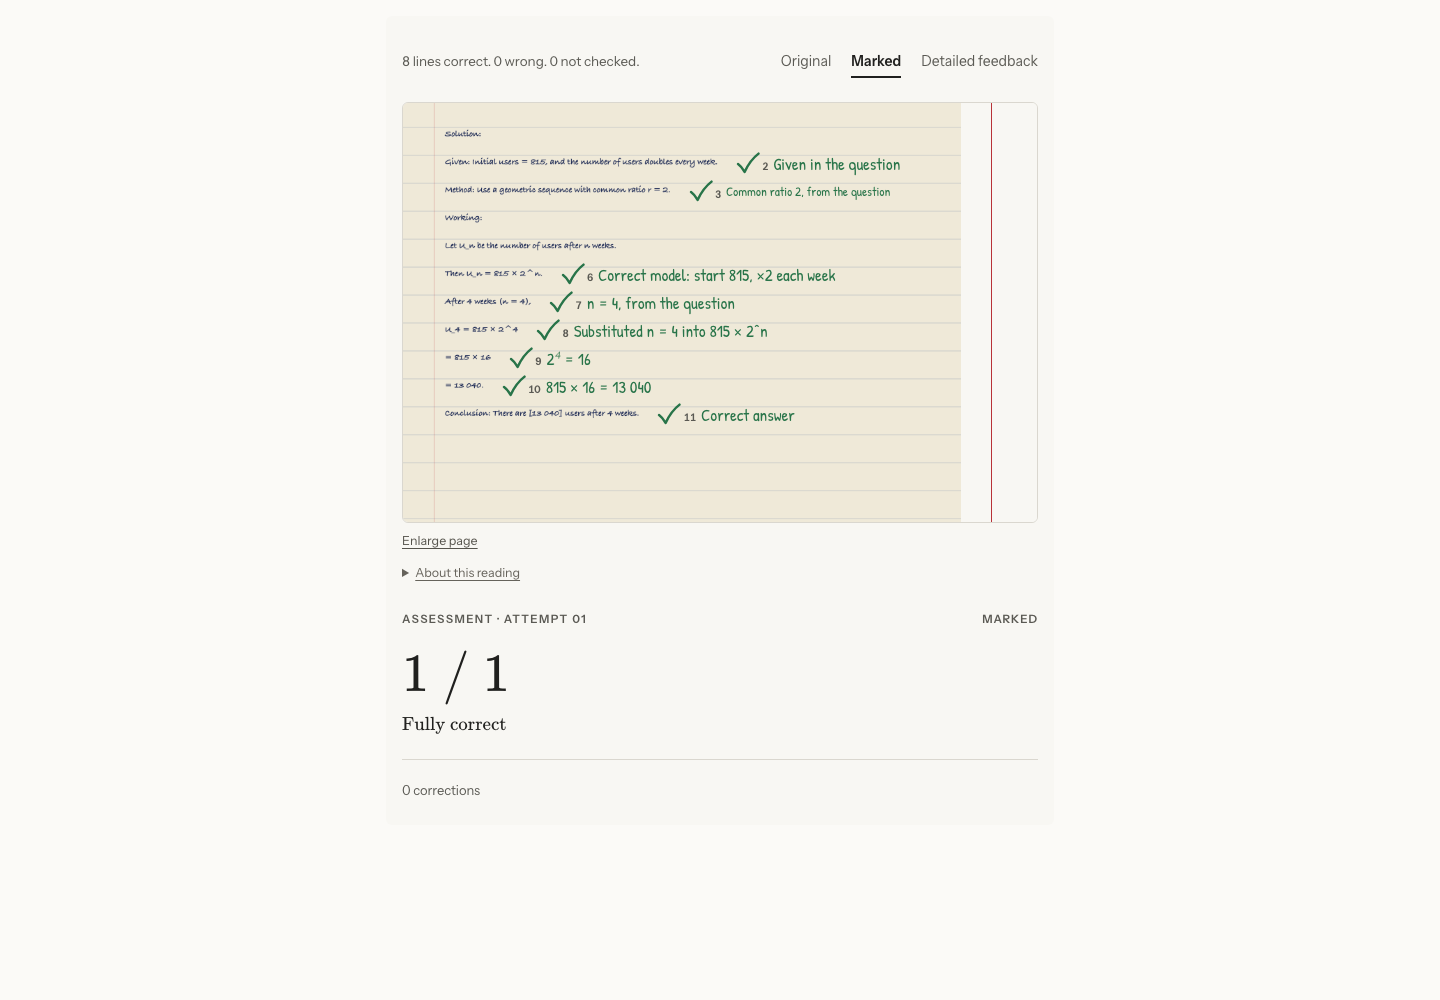 8 lines correct. 0 wrong. 0 not checked.
Original Marked Detailed feedback
Solution:
Given: Initial users = 815, and the number of users doubles every week. 2 Given in the question
Method: Use a geometric sequence with common ratio r = 2. 3 Common ratio 2, from the question
Working:
Let U_n be the number of users after n weeks.
Then U_n = 815 × 2^n. 6 Correct model: start 815, ×2 each week
After 4 weeks (n = 4), 7 n = 4, from the question
U_4 = 815 × 2^4 8 Substituted n = 4 into 815 × 2^n
= 815 × 16 9 2⁴ = 16
= 13 040. 10 815 × 16 = 13 040
Conclusion: There are [13 040] users after 4 weeks. 11 Correct answer
Enlarge page
About this reading
ASSESSMENT · ATTEMPT 01 MARKED
1 / 1
Fully correct
0 corrections